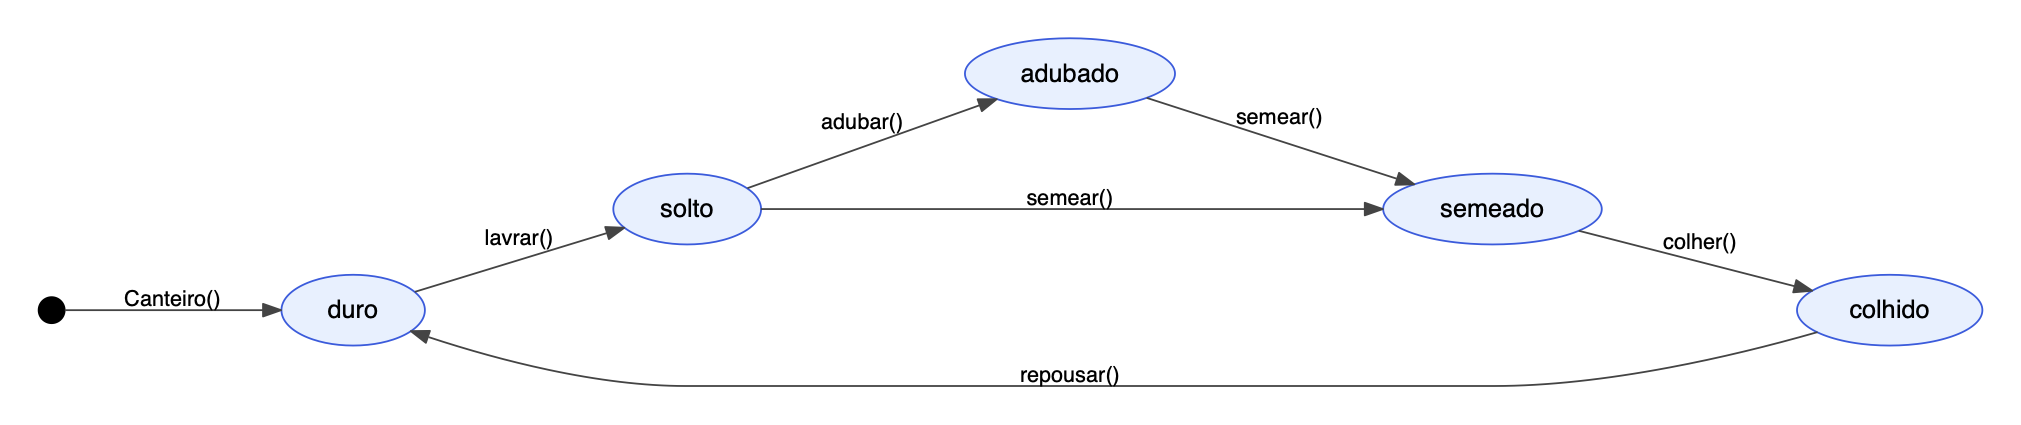 adubado
adubar()
semear()
solto
semear()
semeado
lavrar()
colher()
Canteiro()
duro
colhido
repousar()